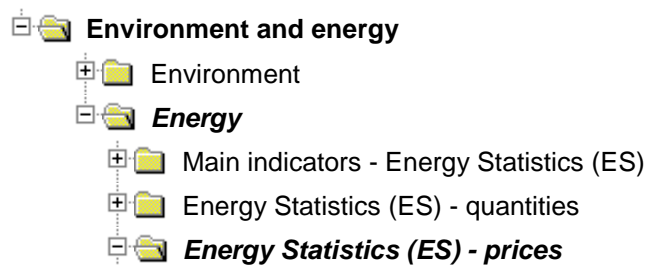 Environment and energy
Environment
Energy
Main indicators - Energy Statistics (ES)
Energy Statistics (ES) - quantities
Energy Statistics (ES) - prices